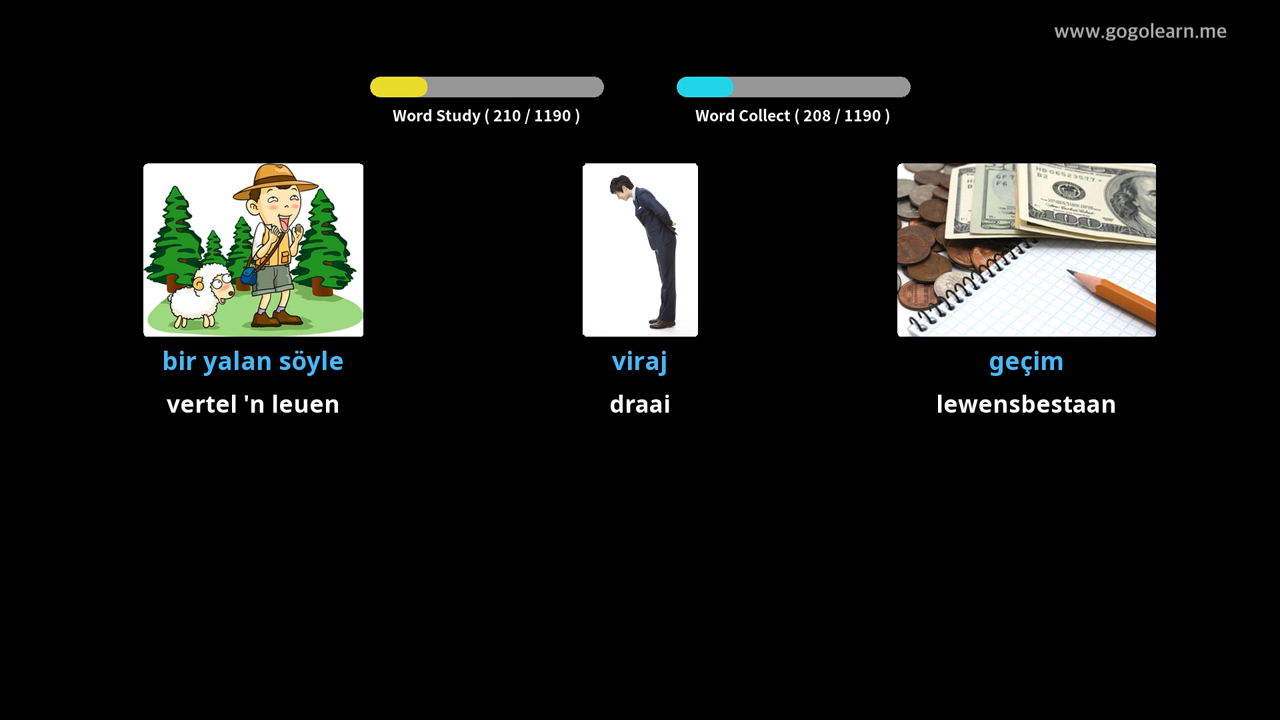 www.gogolearn.me
Word Study ( 210 / 1190 )
Word Collect ( 208 / 1190 )
bir yalan söyle
viraj
geçim
vertel 'n leuen
draai
lewensbestaan